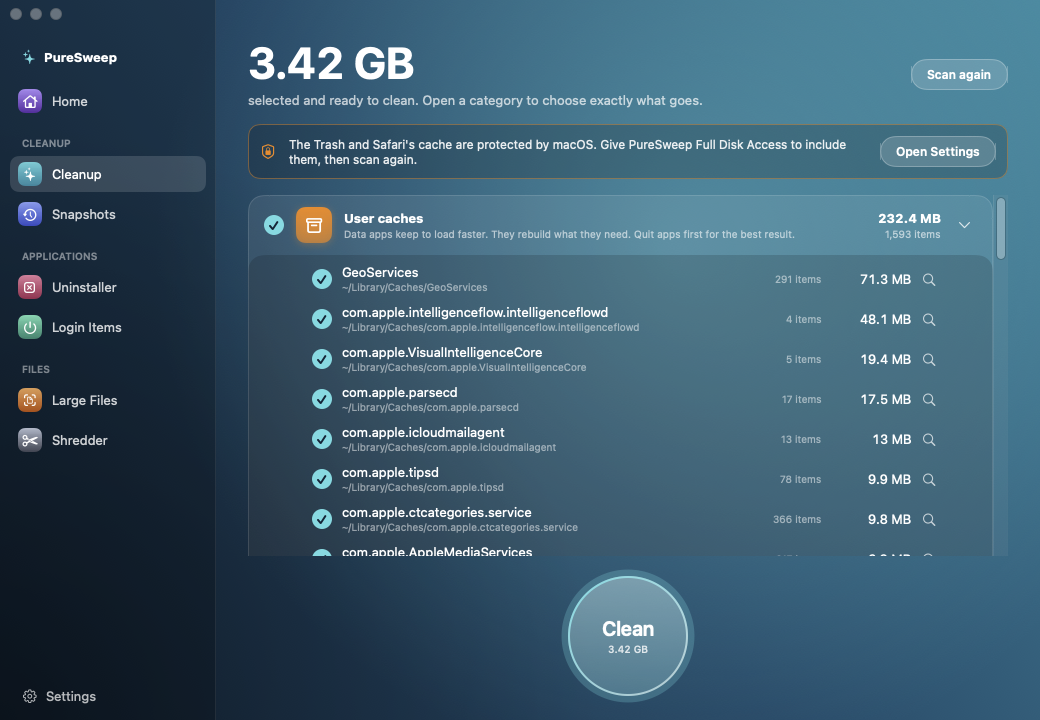 PureSweep
Home
CLEANUP
Cleanup
Snapshots
APPLICATIONS
Uninstaller
Login Items
FILES
Large Files
Shredder
Settings
3.42 GB
selected and ready to clean. Open a category to choose exactly what goes.
Scan again
The Trash and Safari's cache are protected by macOS. Give PureSweep Full Disk Access to include
them, then scan again.
Open Settings
User caches
Data apps keep to load faster. They rebuild what they need. Quit apps first for the best result.
232.4 MB
1,593 items
GeoServices
~/Library/Caches/GeoServices
291 items
71.3 MB
com.apple.intelligenceflow.intelligenceflowd
~/Library/Caches/com.apple.intelligenceflow.intelligenceflowd
4 items
48.1 MB
com.apple.VisualIntelligenceCore
~/Library/Caches/com.apple.VisualIntelligenceCore
5 items
19.4 MB
com.apple.parsecd
~/Library/Caches/com.apple.parsecd
17 items
17.5 MB
com.apple.icloudmailagent
~/Library/Caches/com.apple.icloudmailagent
13 items
13 MB
com.apple.tipsd
~/Library/Caches/com.apple.tipsd
78 items
9.9 MB
com.apple.ctcategories.service
~/Library/Caches/com.apple.ctcategories.service
366 items
9.8 MB
com.apple.AppleMediaServices
Clean
3.42 GB